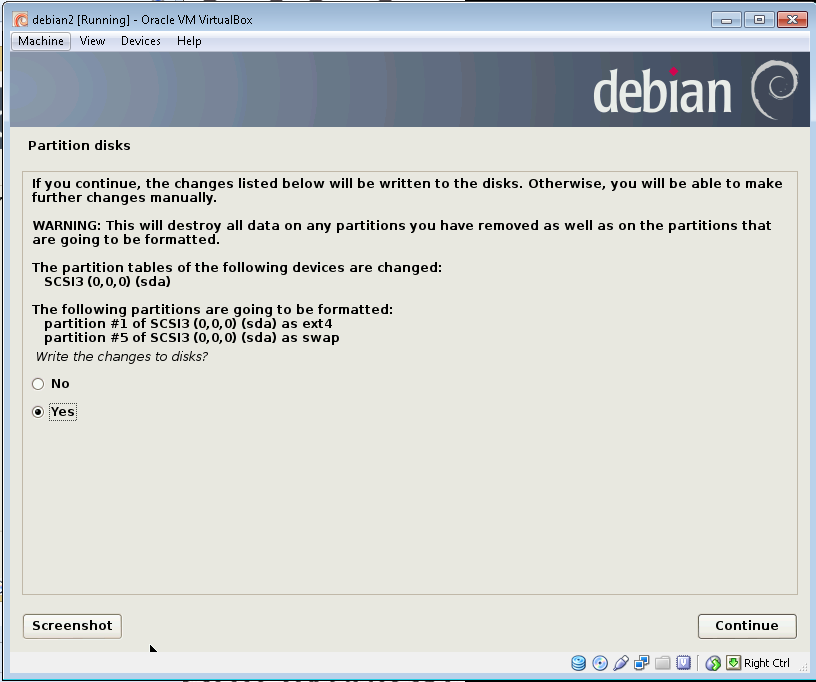 debian2 [Running] - Oracle VM VirtualBox
Machine View Devices Help
debian
Partition disks
If you continue, the changes listed below will be written to the disks. Otherwise, you will be able to make
further changes manually.
WARNING: This will destroy all data on any partitions you have removed as well as on the partitions that
are going to be formatted.
The partition tables of the following devices are changed:
SCSI3 (0,0,0) (sda)
The following partitions are going to be formatted:
partition #1 of SCSI3 (0,0,0) (sda) as ext4
partition #5 of SCSI3 (0,0,0) (sda) as swap
Write the changes to disks?
No
Yes
Screenshot Continue
Right Ctrl